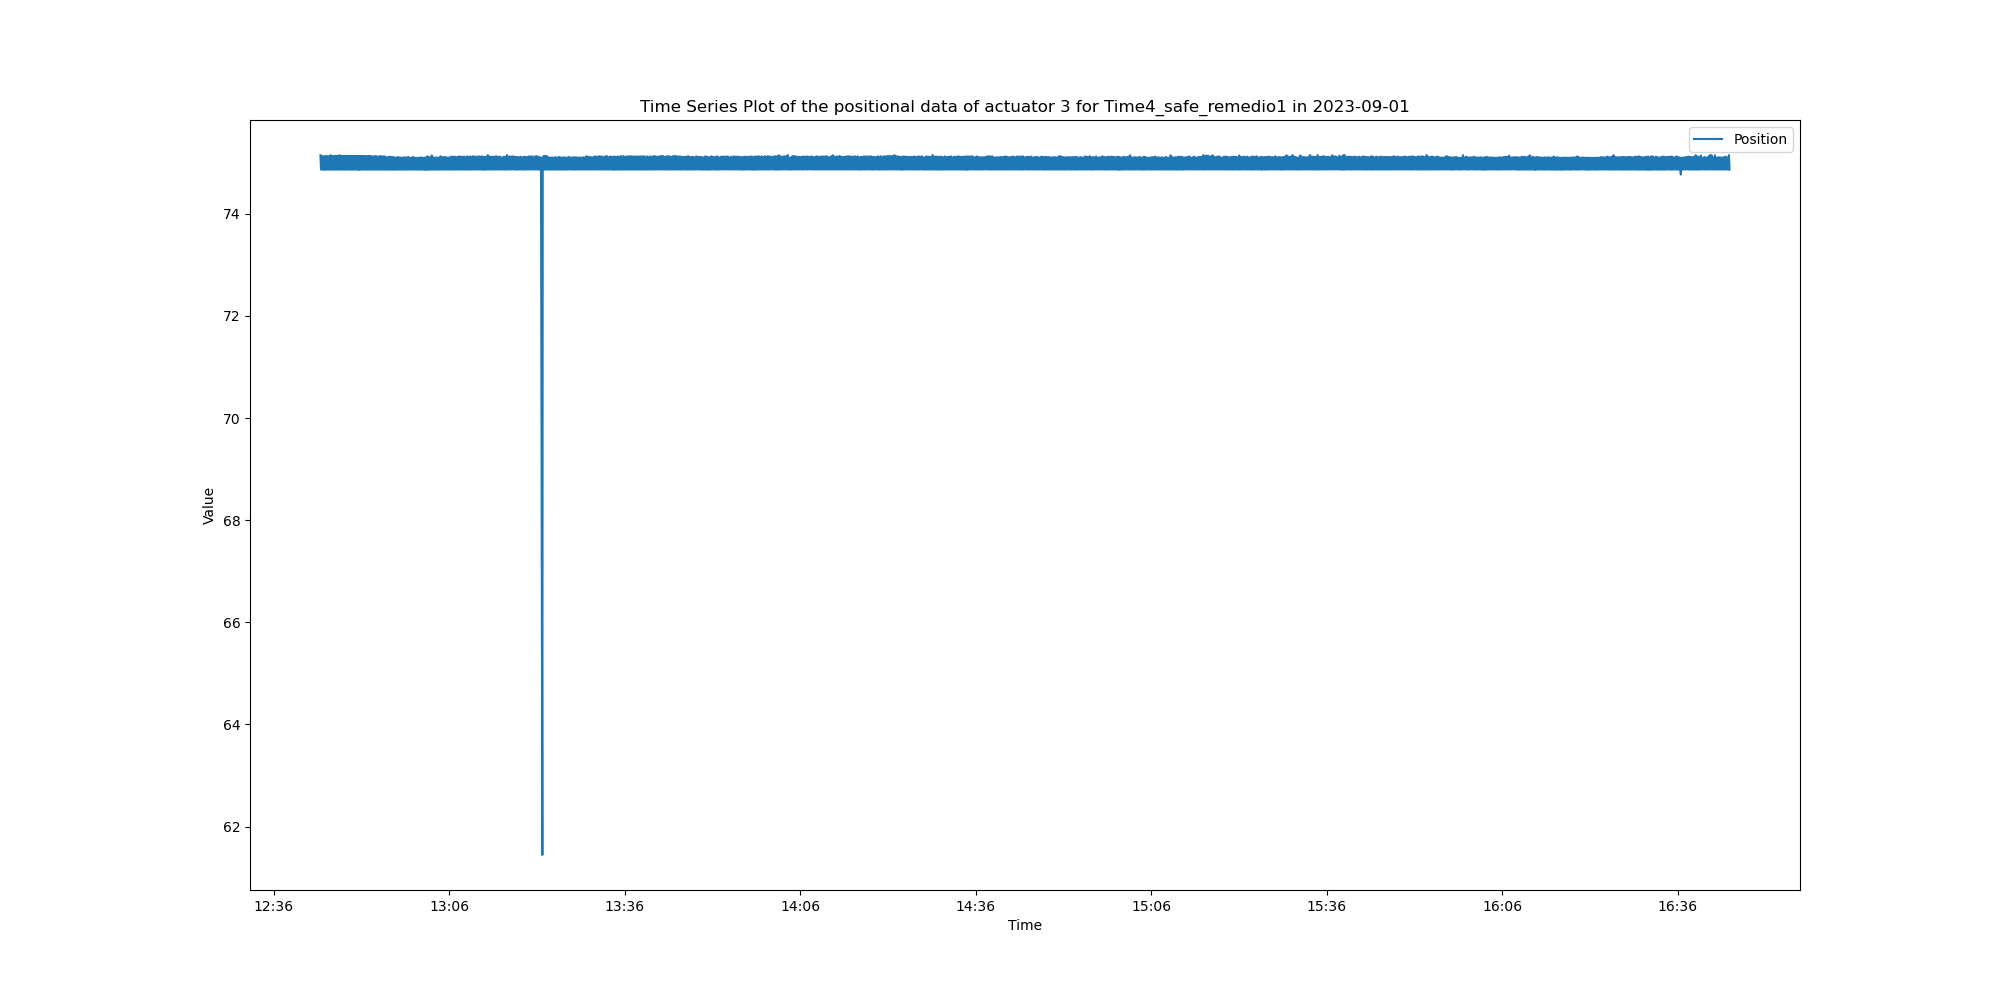 Time Series Plot of the positional data of actuator 3 for Time4_safe_remedio1 in 2023-09-01
Position
74
72
70
68
66
64
62
Value
12:36 13:06 13:36 14:06 14:36 15:06 15:36 16:06 16:36
Time